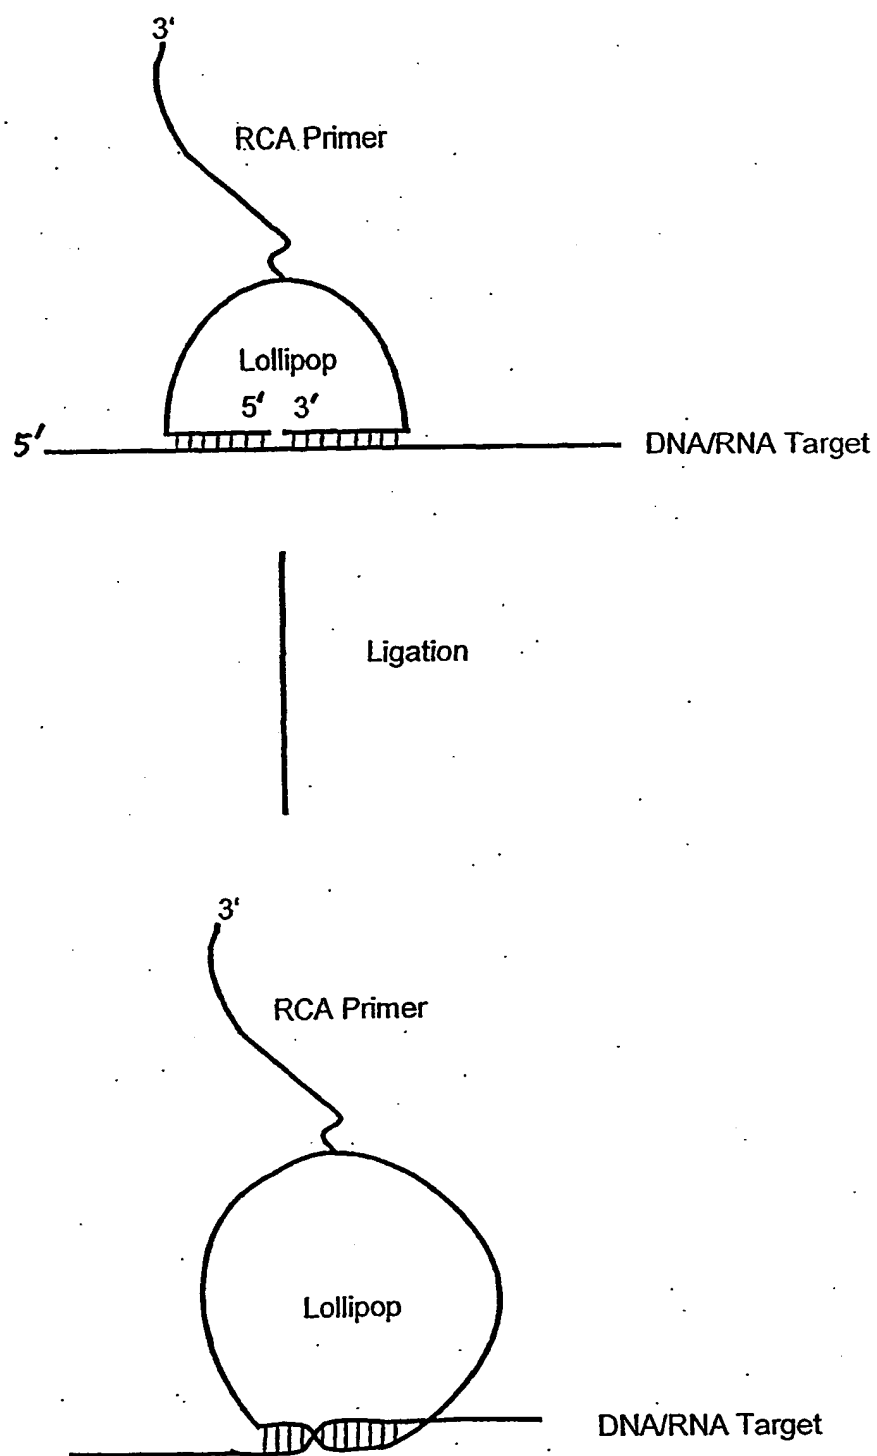 3'
RCA Primer
Lollipop
5' 3'
5'
DNA/RNA Target
Ligation
3'
RCA Primer
Lollipop
DNA/RNA Target